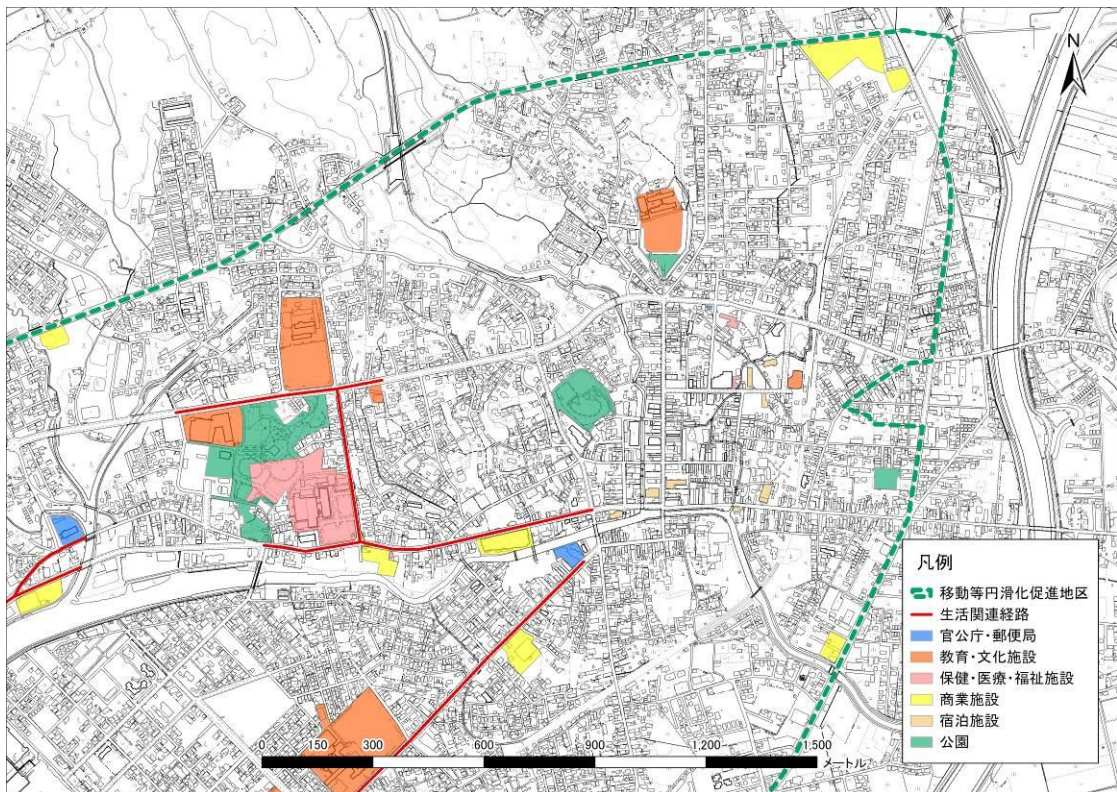 N
凡例
移動等円滑化促進地区
生活関連経路
官公庁・郵便局
教育・文化施設
保健・医療・福祉施設
商業施設
宿泊施設
公園
0 150 300 600 900 1,200 1,500
メートル